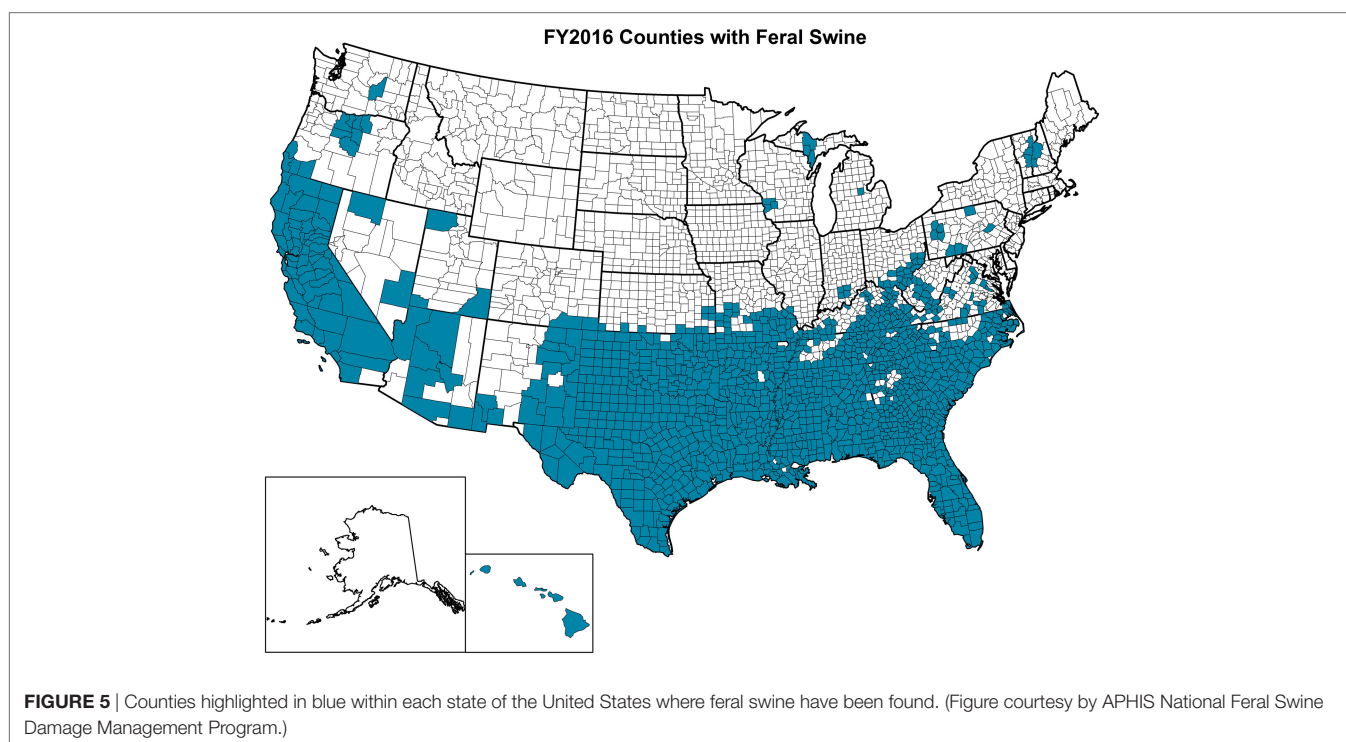 FY2016 Counties with Feral Swine
FIGURE 5 | Counties highlighted in blue within each state of the United States where feral swine have been found. (Figure courtesy by APHIS National Feral Swine
Damage Management Program.)